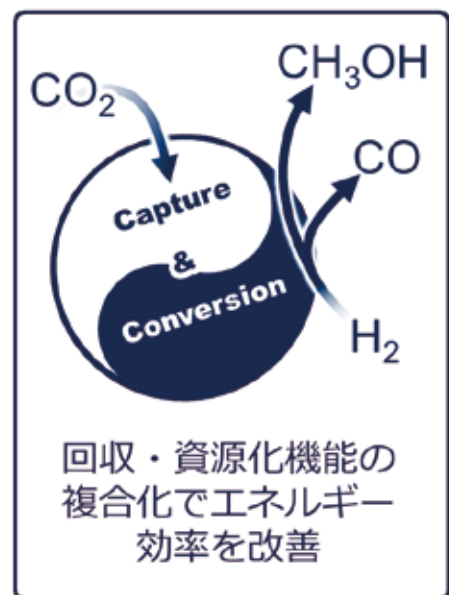 CO₂
CH₃OH
CO
Capture
&
Conversion
H₂
回収・資源化機能の
複合化でエネルギー
効率を改善